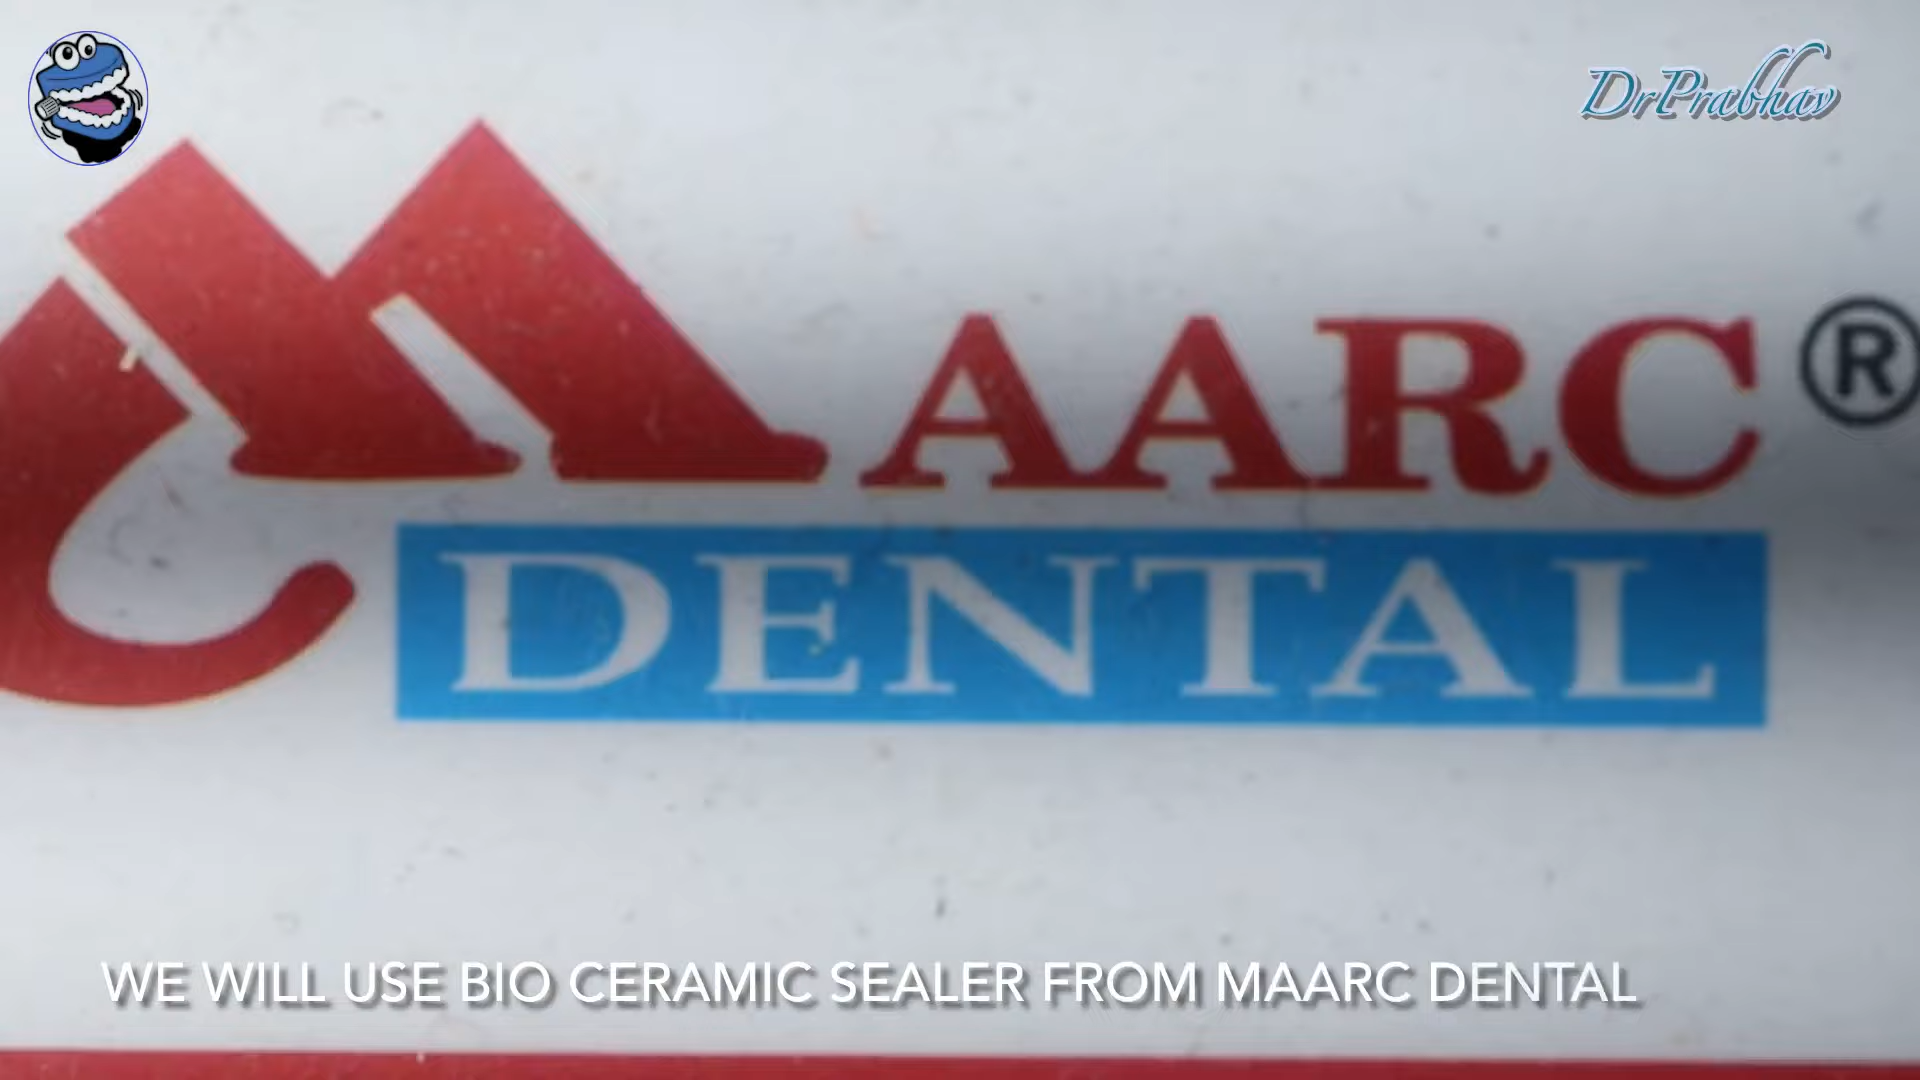 DrPrabhav
MAARC ®
DENTAL
WE WILL USE BIO CERAMIC SEALER FROM MAARC DENTAL